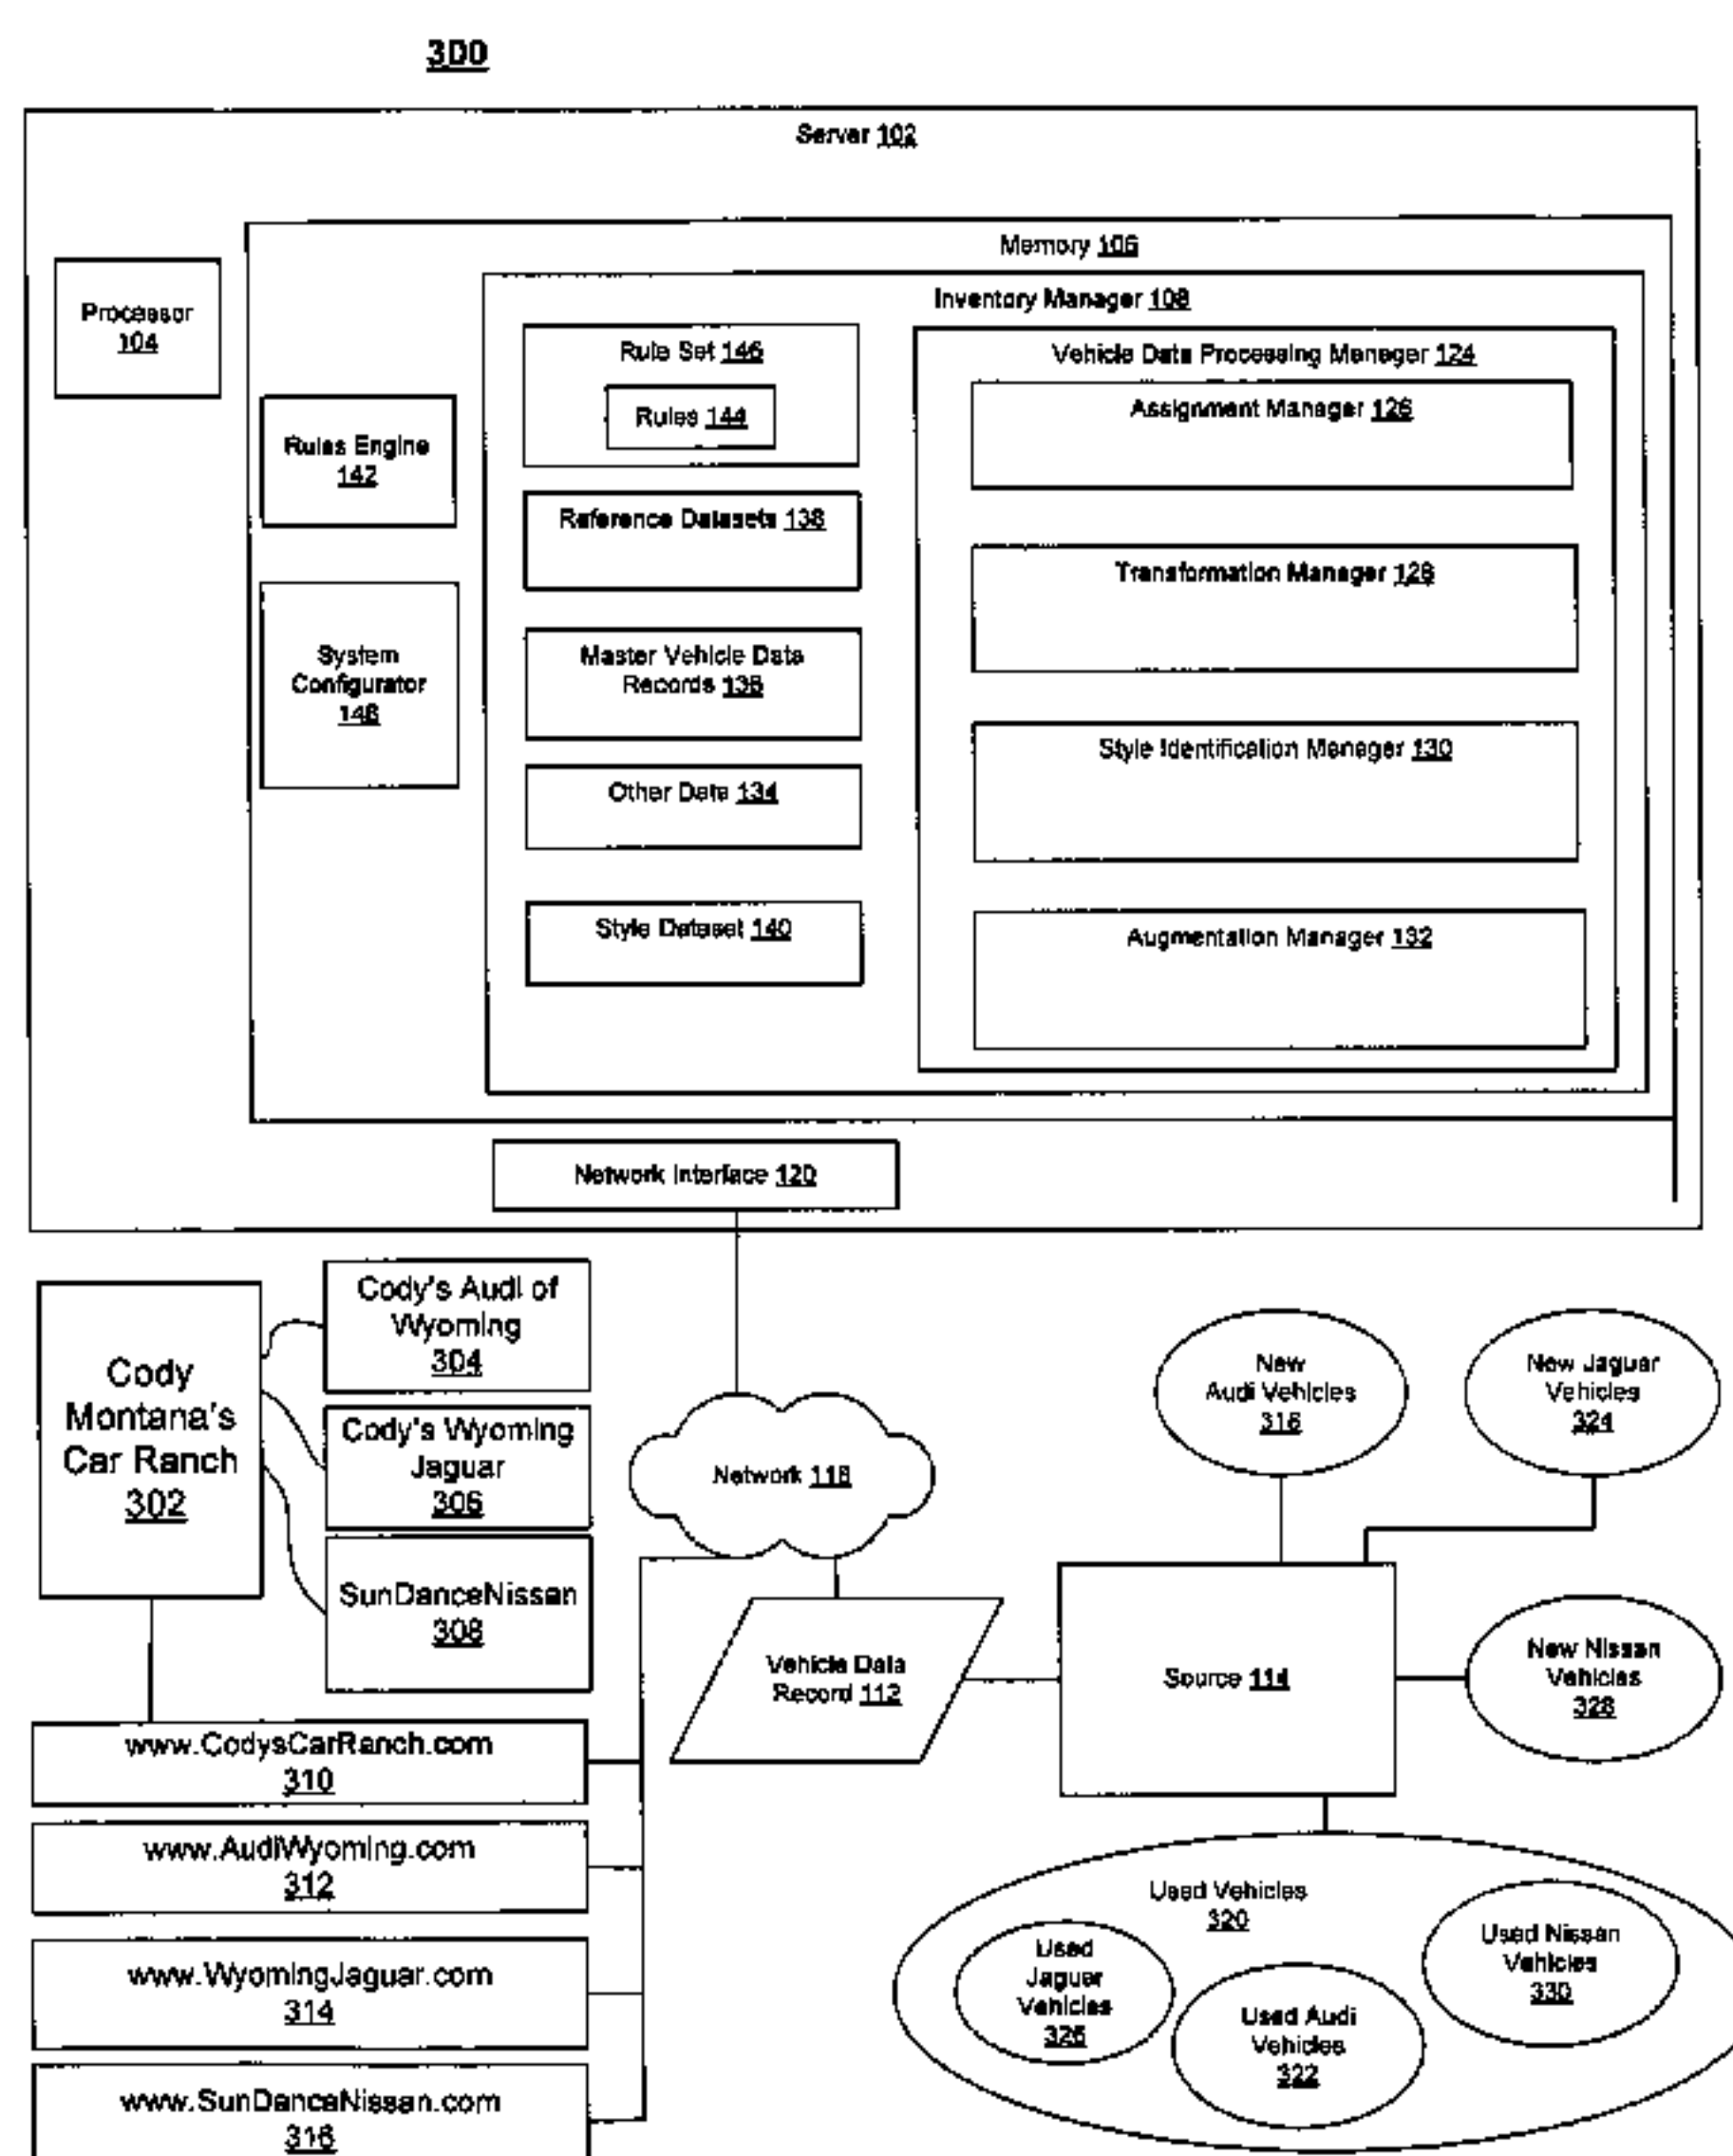 300
Server 102
Memory 106
Processor
104
Inventory Manager 108
Rule Set 146
Rules 144
Vehicle Data Processing Manager 124
Assignment Manager 126
Rules Engine
142
Reference Datasets 138
Transformation Manager 128
System
Configurator
148
Master Vehicle Data
Records 136
Style Identification Manager 130
Other Data 134
Style Dataset 140
Augmentation Manager 132
Network Interface 120
Cody
Montana's
Car Ranch
302
Cody's Audi of
Wyoming
304
Cody's Wyoming
Jaguar
306
SunDanceNissan
308
Network 118
New
Audi Vehicles
318
New Jaguar
Vehicles
324
Vehicle Data
Record 112
Source 114
New Nissan
Vehicles
328
www.CodysCarRanch.com
310
www.AudiWyoming.com
312
www.WyomingJaguar.com
314
www.SunDanceNissan.com
316
Used Vehicles
320
Used
Jaguar
Vehicles
326
Used Audi
Vehicles
322
Used Nissan
Vehicles
330